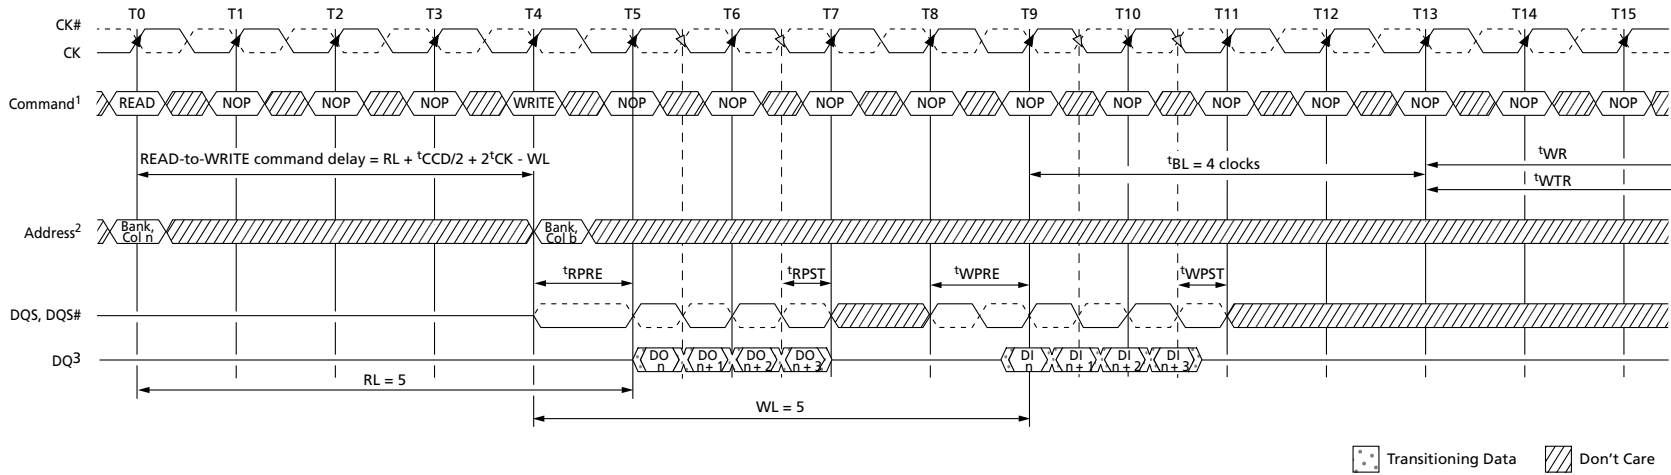 T0 T1 T2 T3 T4 T5 T6 T7 T8 T9 T10 T11 T12 T13 T14 T15
CK#
CK
Command1 READ NOP NOP NOP WRITE NOP NOP NOP NOP NOP NOP NOP NOP NOP NOP NOP
READ-to-WRITE command delay = RL + tCCD/2 + 2tCK - WL
tBL = 4 clocks
tWR
tWTR
Address2 Bank, Col n Bank, Col b
tRPRE tRPST tWPRE tWPST
DQS, DQS#
DQ3 DO n DO n + 1 DO n + 2 DO n + 3 DI n DI n + 1 DI n + 2 DI n + 3
RL = 5
WL = 5
Transitioning Data Don't Care